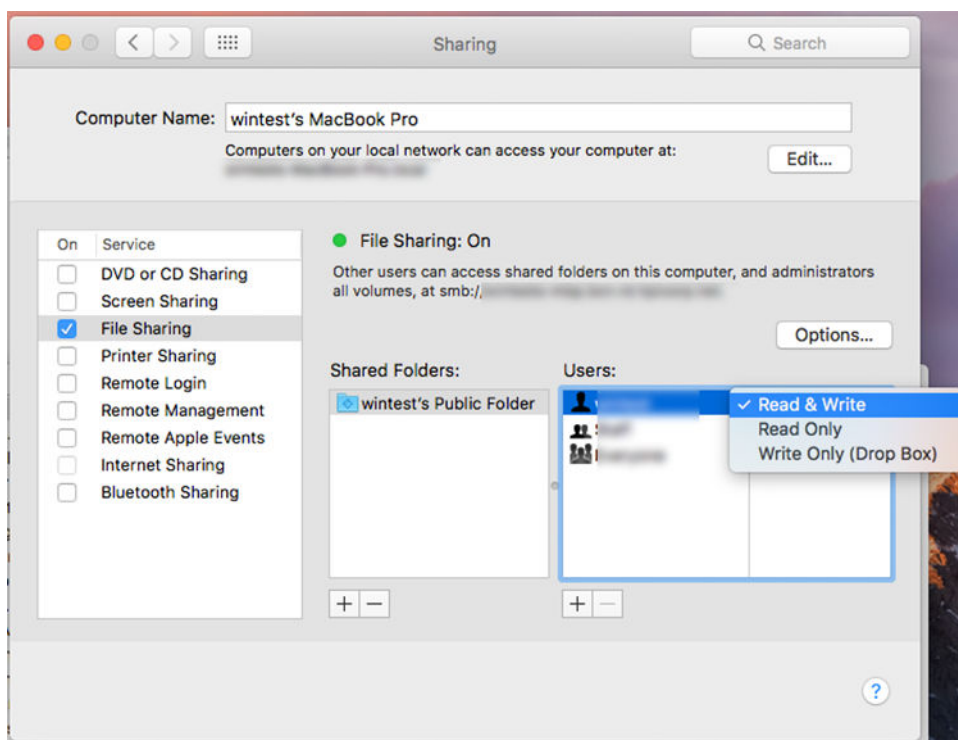 Sharing
Search
Computer Name: wintest's MacBook Pro
Computers on your local network can access your computer at:
Edit...
On Service
DVD or CD Sharing
Screen Sharing
File Sharing
Printer Sharing
Remote Login
Remote Management
Remote Apple Events
Internet Sharing
Bluetooth Sharing
File Sharing: On
Other users can access shared folders on this computer, and administrators
all volumes, at smb:/
Options...
Shared Folders:
wintest's Public Folder
Users:
Read & Write
Read Only
Write Only (Drop Box)
+ −
+ −
?